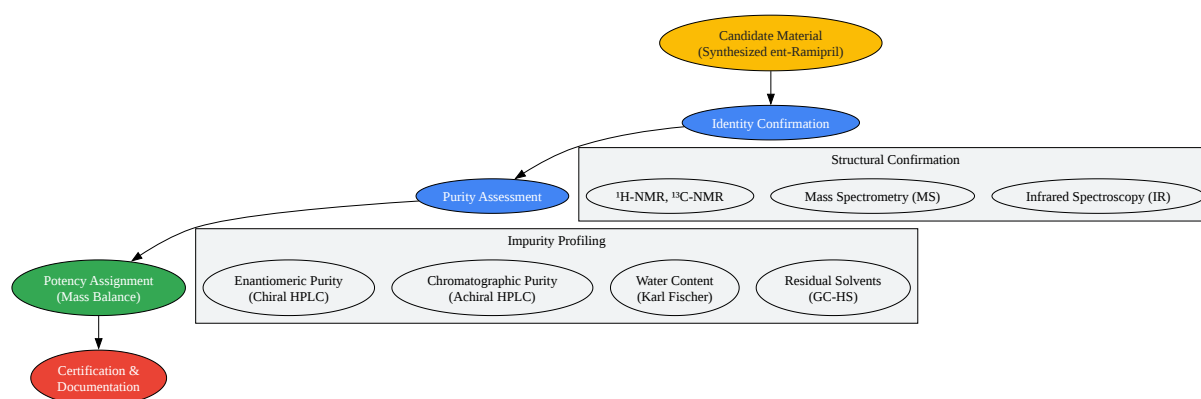 Candidate Material
(Synthesized ent-Ramipril)
Identity Confirmation
Structural Confirmation
Purity Assessment
¹H-NMR, ¹³C-NMR
Mass Spectrometry (MS)
Infrared Spectroscopy (IR)
Impurity Profiling
Potency Assignment
(Mass Balance)
Enantiomeric Purity
(Chiral HPLC)
Chromatographic Purity
(Achiral HPLC)
Water Content
(Karl Fischer)
Residual Solvents
(GC-HS)
Certification &
Documentation